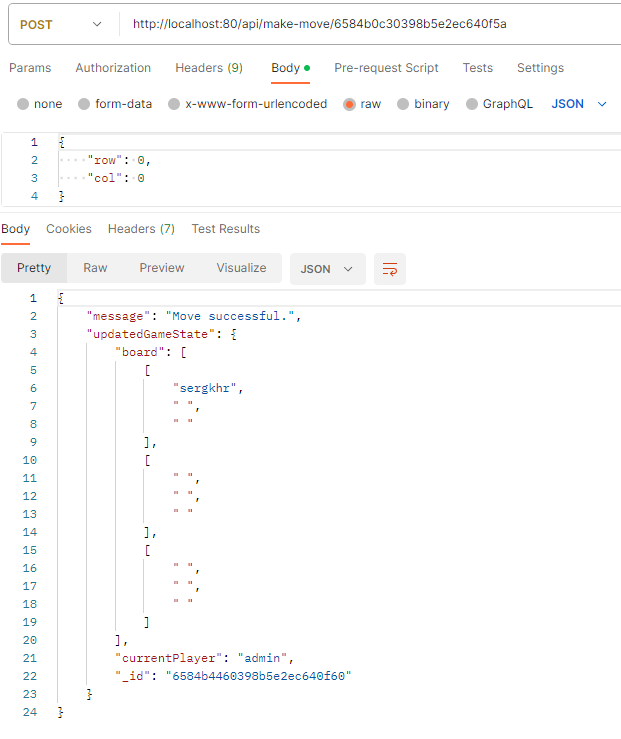 POST http://localhost:80/api/make-move/6584b0c30398b5e2ec640f5a
Params Authorization Headers (9) Body Pre-request Script Tests Settings
none form-data x-www-form-urlencoded raw binary GraphQL JSON
1 {
2 "row": 0,
3 "col": 0
4 }
Body Cookies Headers (7) Test Results
Pretty Raw Preview Visualize JSON
1 {
2 "message": "Move successful.",
3 "updatedGameState": {
4 "board": [
5 [
6 "sergkhr",
7 " ",
8 " "
9 ],
10 [
11 " ",
12 " ",
13 " "
14 ],
15 [
16 " ",
17 " ",
18 " "
19 ]
20 ],
21 "currentPlayer": "admin",
22 "_id": "6584b4460398b5e2ec640f60"
23 }
24 }